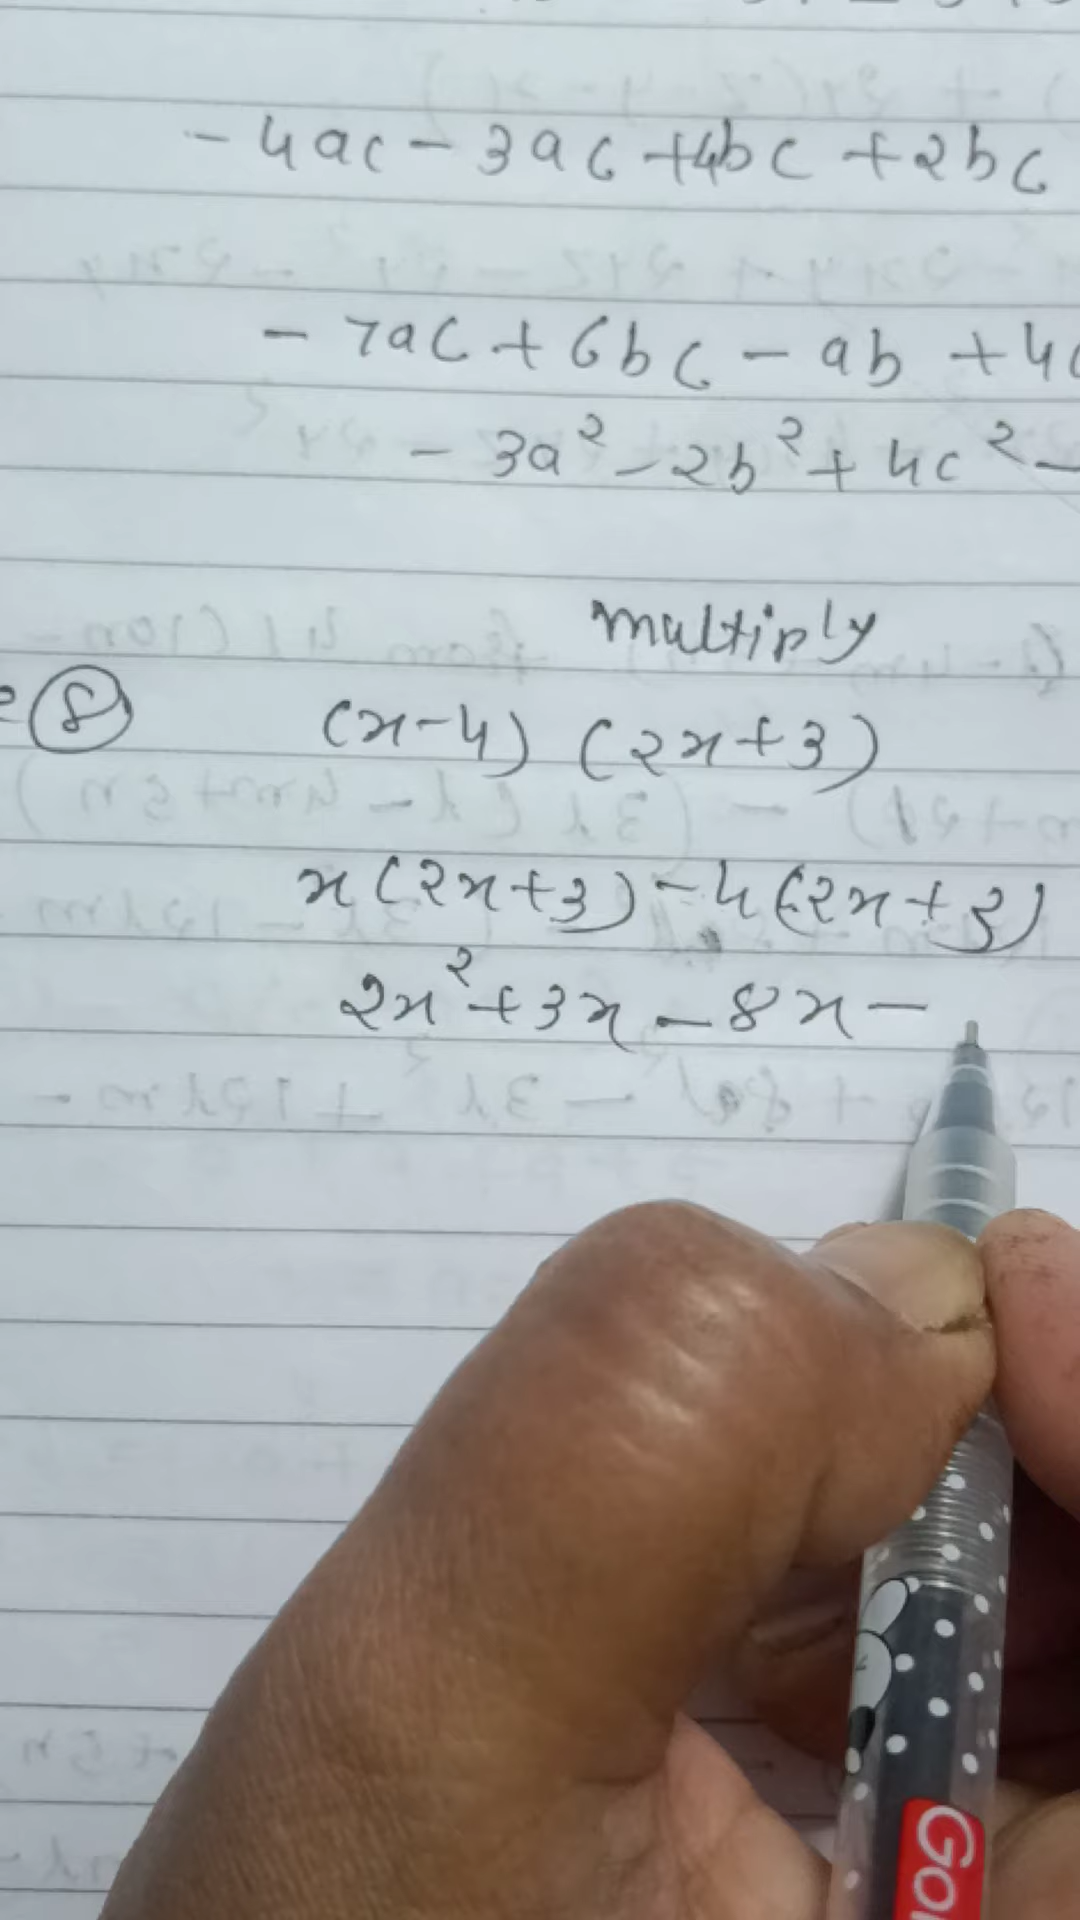 - 4ac - 3ac +4bc +2bc
- 7ac + 6bc - ab + 4
- 3a² - 2b² + 4c² -
multiply
8 (x-4) (2x+3)
x(2x+3) - 4(2x+3)
2x² + 3x - 8x -
Go